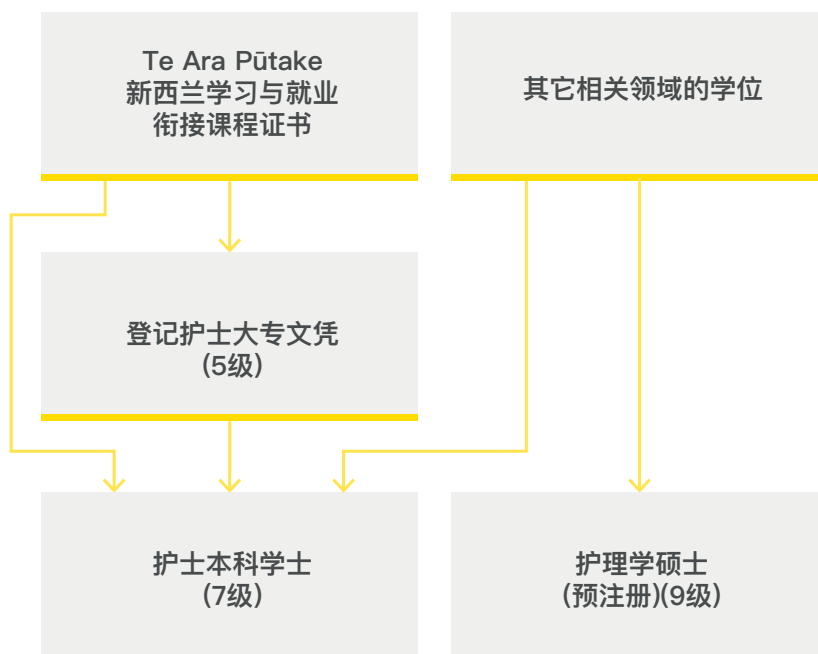 Te Ara Pūtake
新西兰学习与就业
衔接课程证书
其它相关领域的学位
登记护士大专文凭
(5级)
护士本科学士
(7级)
护理学硕士
(预注册)(9级)